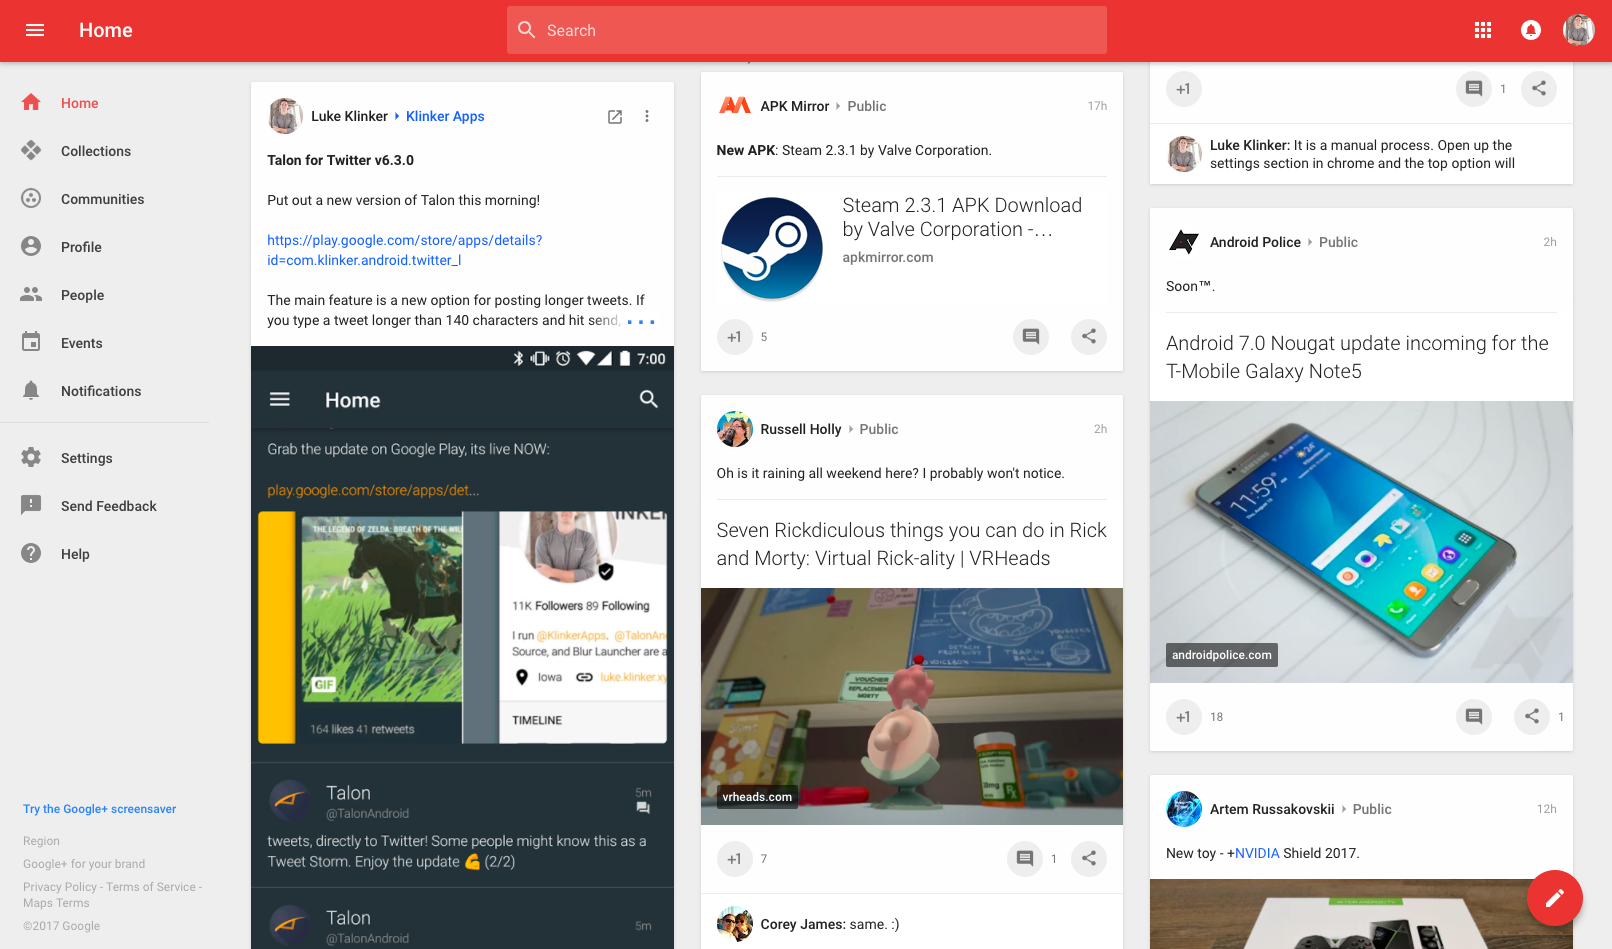 Home
Search
Home
Collections
Communities
Profile
People
Events
Notifications
Settings
Send Feedback
Help
Try the Google+ screensaver
Region
Google+ for your brand
Privacy Policy - Terms of Service -
Maps Terms
©2017 Google
Luke Klinker Klinker Apps
Talon for Twitter v6.3.0
Put out a new version of Talon this morning!
https://play.google.com/store/apps/details?
id=com.klinker.android.twitter_l
The main feature is a new option for posting longer tweets. If
you type a tweet longer than 140 characters and hit send,
7:00
Home
Grab the update on Google Play, its live NOW:
play.google.com/store/apps/det...
THE LEGEND OF ZELDA: BREATH OF THE
GIF
164 likes 41 retweets
11K Followers 89 Following
I run @KlinkerApps. @TalonAn
Source, and Blur Launcher are a
Iowa luke.klinker.xy
TIMELINE
Talon 5m
@TalonAndroid
tweets, directly to Twitter! Some people might know this as a
Tweet Storm. Enjoy the update 💪 (2/2)
Talon 5m
@TalonAndroid
APK Mirror Public 17h
New APK: Steam 2.3.1 by Valve Corporation.
Steam 2.3.1 APK Download
by Valve Corporation -...
apkmirror.com
+1 5
Russell Holly Public 2h
Oh is it raining all weekend here? I probably won't notice.
Seven Rickdiculous things you can do in Rick
and Morty: Virtual Rick-ality | VRHeads
DETACH
TRAP IN
BALL
VOUCHER
REPLACEMENT
MORTY
vrheads.com
+1 7 1
Corey James: same. :)
+1 1
Luke Klinker: It is a manual process. Open up the
settings section in chrome and the top option will
Android Police Public 2h
Soon™.
Android 7.0 Nougat update incoming for the
T-Mobile Galaxy Note5
SAMSUNG
11:59
24°
androidpolice.com
+1 18 1
Artem Russakovskii Public 12h
New toy - +NVIDIA Shield 2017.